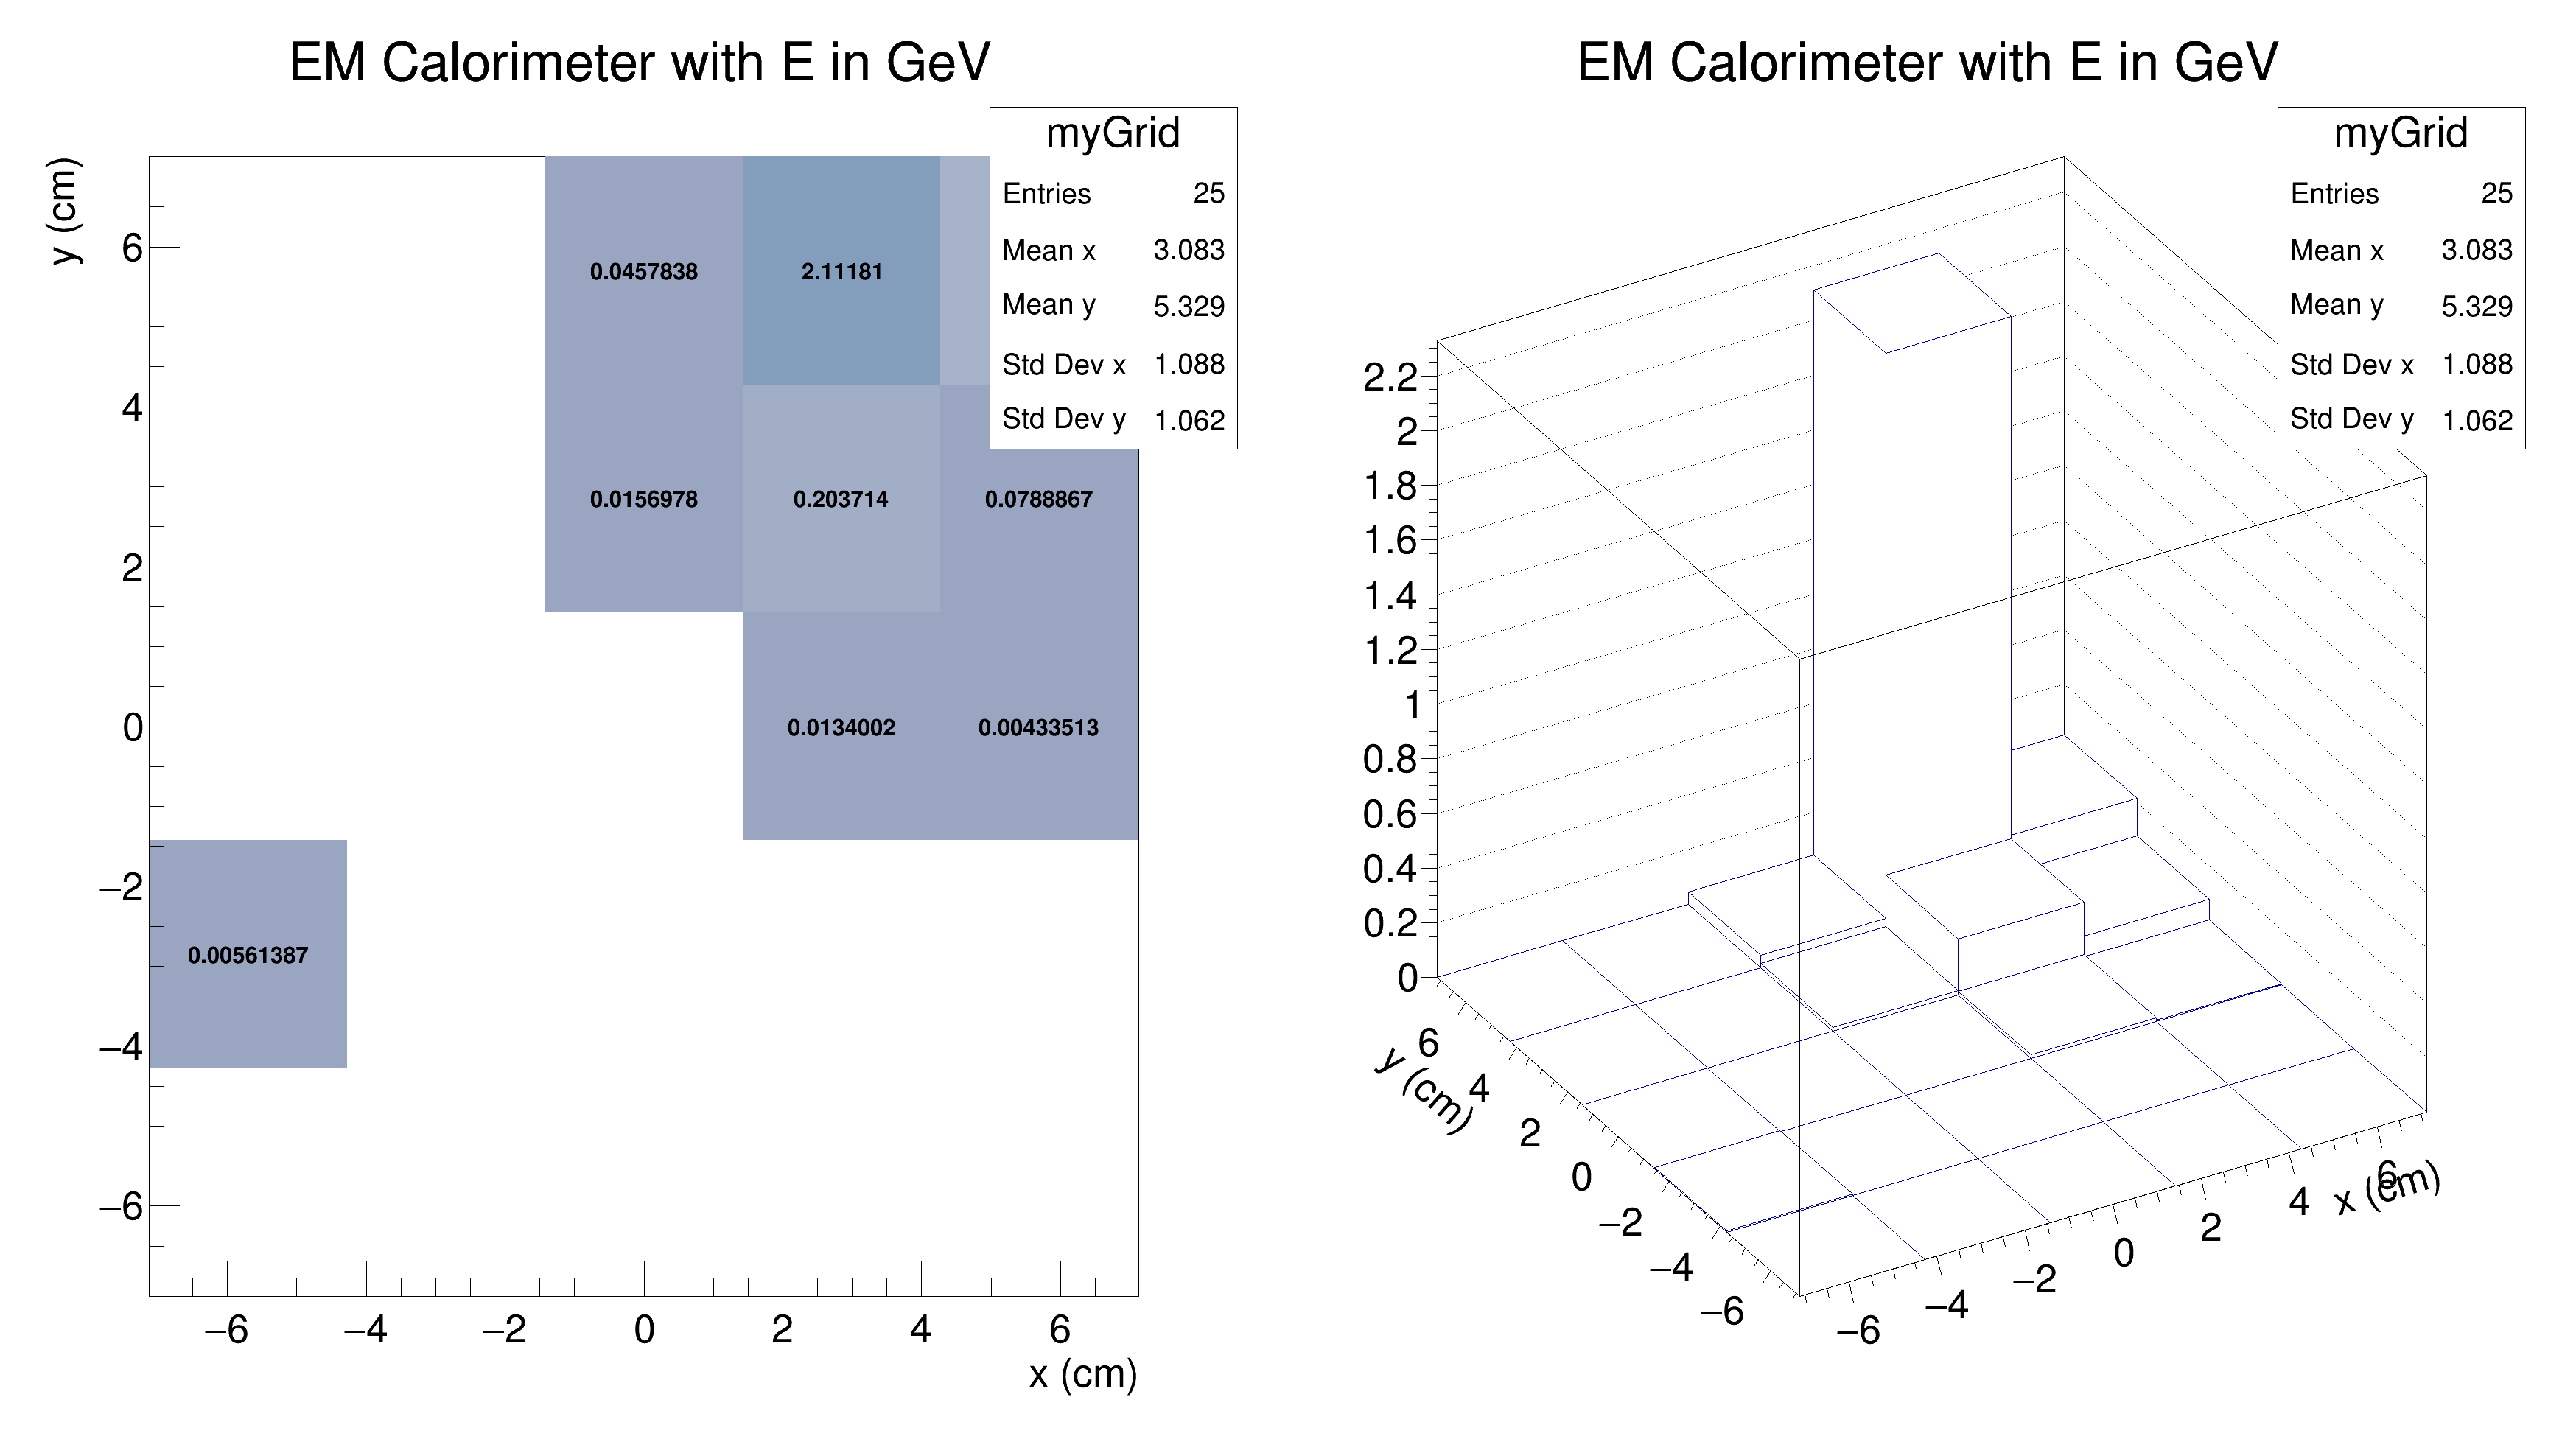 EM Calorimeter with E in GeV
myGrid
Entries 25
Mean x 3.083
Mean y 5.329
Std Dev x 1.088
Std Dev y 1.062
y (cm)
6
4
2
0
−2
−4
−6
0.0457838 2.11181
0.0156978 0.203714 0.0788867
0.0134002 0.00433513
0.00561387
−6 −4 −2 0 2 4 6
x (cm)
EM Calorimeter with E in GeV
myGrid
Entries 25
Mean x 3.083
Mean y 5.329
Std Dev x 1.088
Std Dev y 1.062
2.2
2
1.8
1.6
1.4
1.2
1
0.8
0.6
0.4
0.2
0
y (cm)
6
4
2
0
−2
−4
−6
−6 −4 −2 0 2 4 6
x (cm)